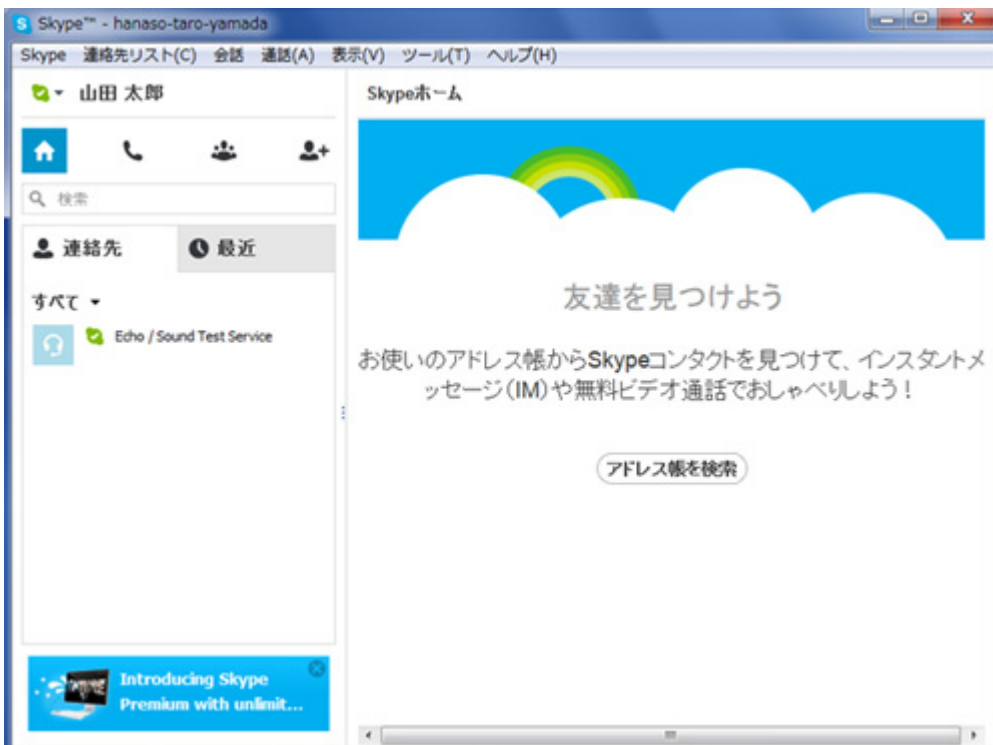 Skype™ - hanaso-taro-yamada
Skype 連絡先リスト(C) 会話 通話(A) 表示(V) ツール(T) ヘルプ(H)
山田 太郎
検索
連絡先 最近
すべて
Echo / Sound Test Service
Introducing Skype
Premium with unlimit...
Skypeホーム
友達を見つけよう
お使いのアドレス帳からSkypeコンタクトを見つけて、インスタントメ
ッセージ(IM)や無料ビデオ通話でおしゃべりしよう!
アドレス帳を検索